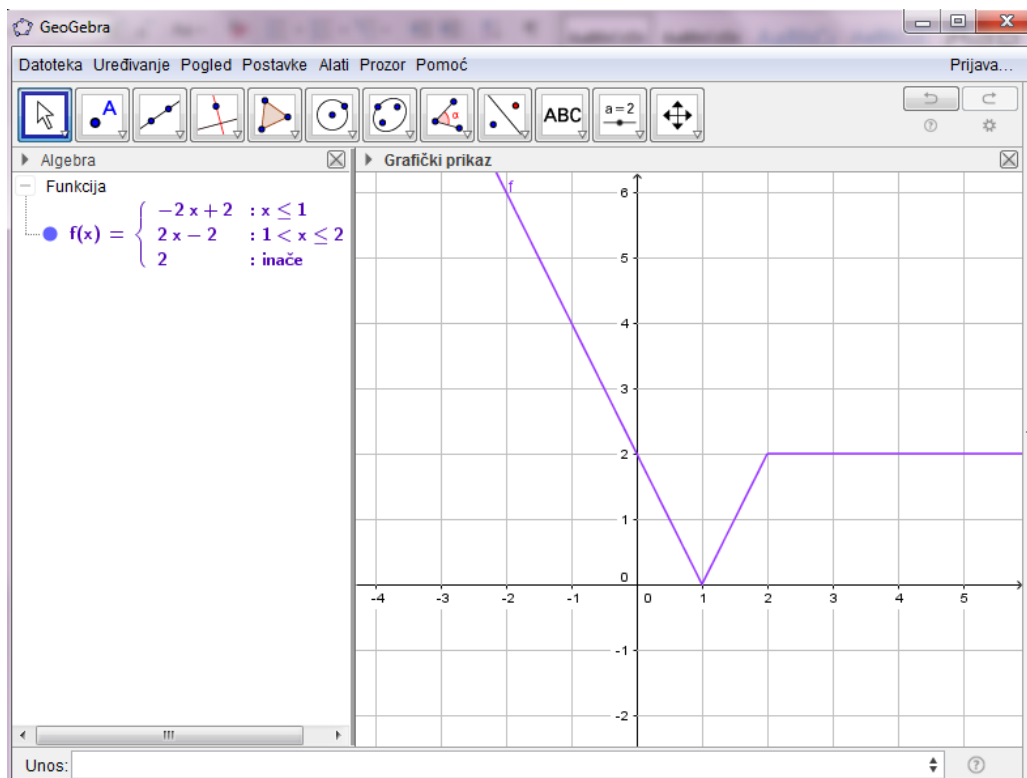 GeoGebra
Datoteka Uređivanje Pogled Postavke Alati Prozor Pomoć Prijava...
A α ABC a=2
Algebra Grafički prikaz
Funkcija
f(x) =
-2 x + 2 : x ≤ 1
2 x - 2 : 1 < x ≤ 2
2 : inače
f
6
5
4
3
2
1
0
-4 -3 -2 -1 0 1 2 3 4 5
-1
-2
Unos: